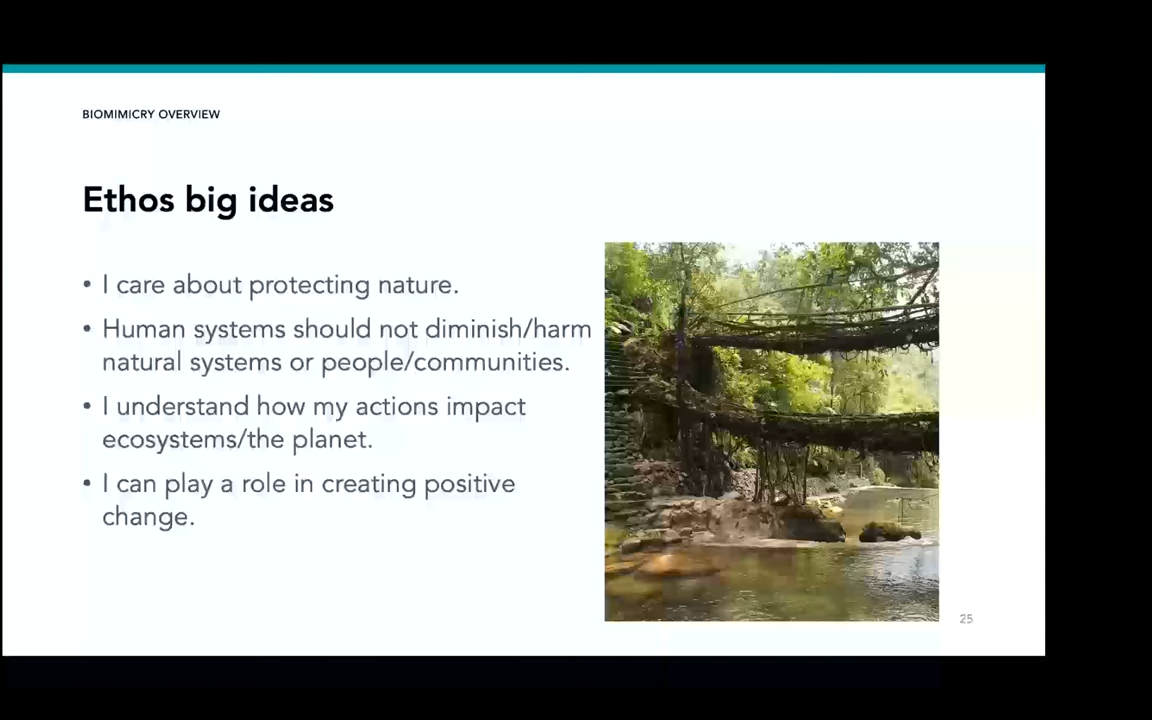 BIOMIMICRY OVERVIEW
Ethos big ideas
• I care about protecting nature.
• Human systems should not diminish/harm
natural systems or people/communities.
• I understand how my actions impact
ecosystems/the planet.
• I can play a role in creating positive
change.
25